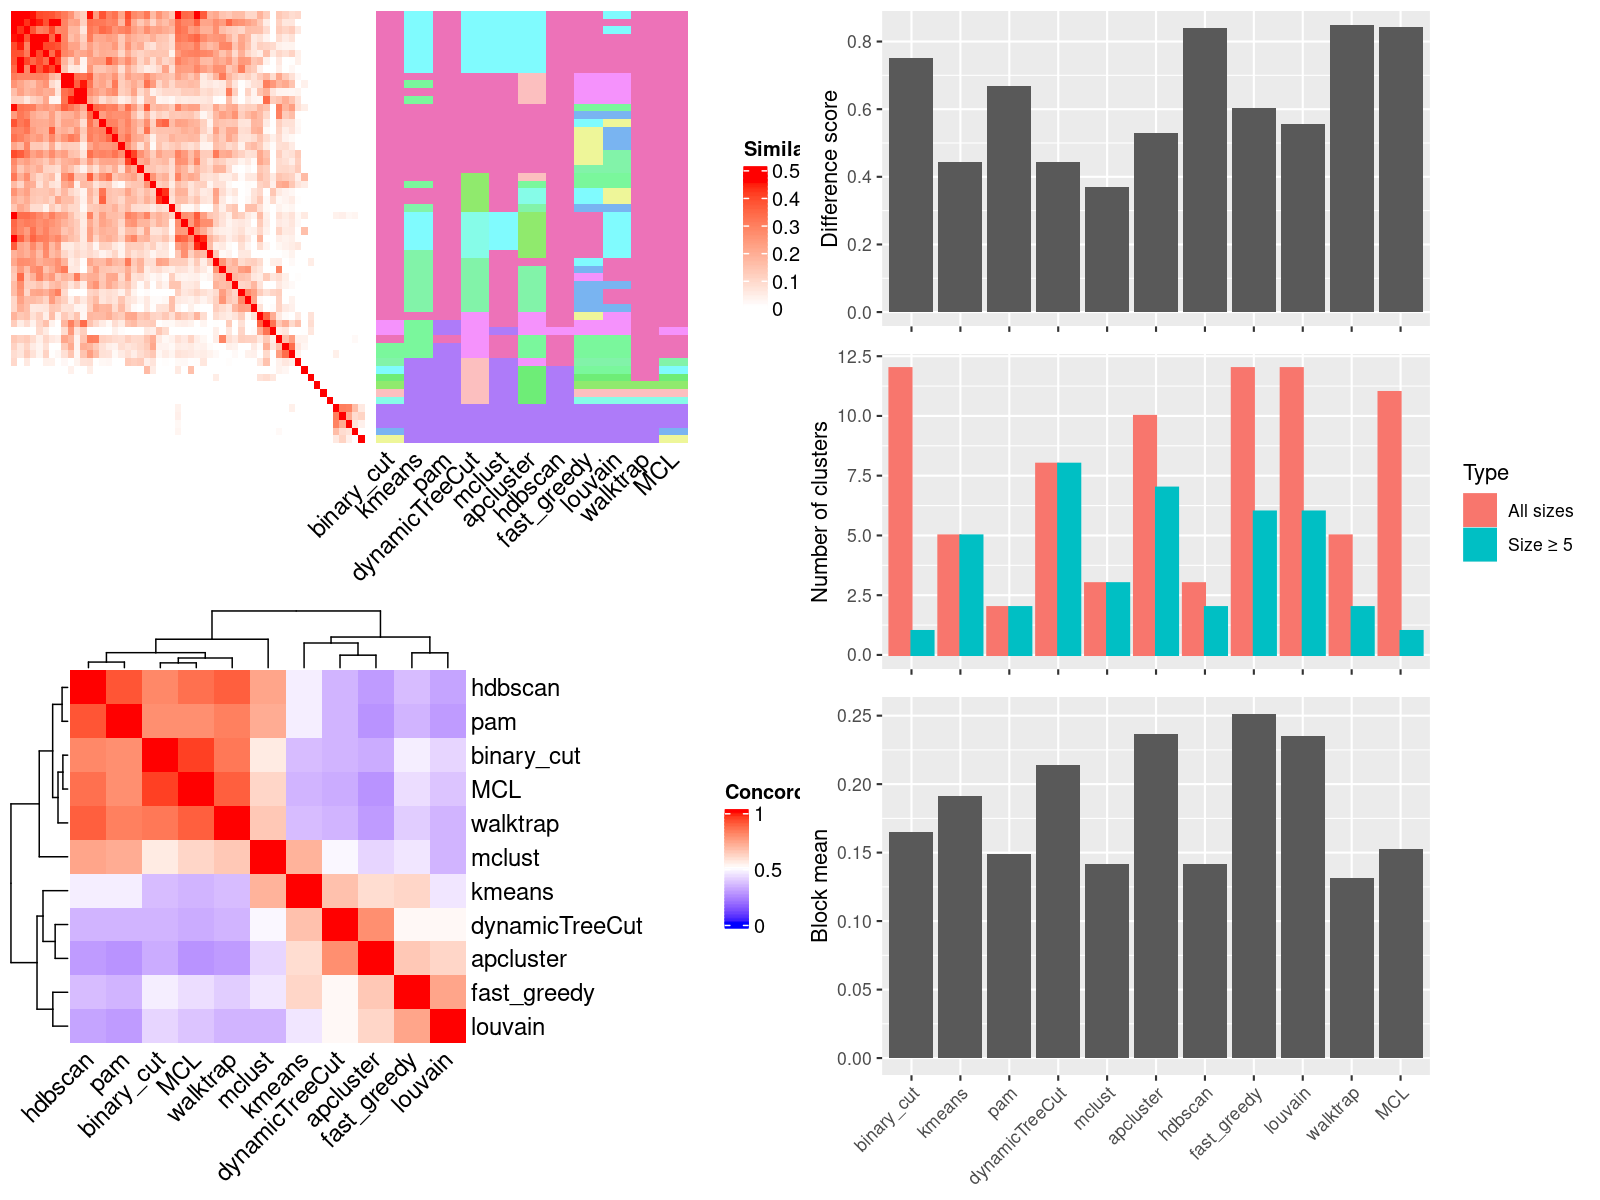 Simila
0.5
0.4
0.3
0.2
0.1
0
binary_cut
kmeans
pam
dynamicTreeCut
mclust
apcluster
hdbscan
fast_greedy
louvain
walktrap
MCL
Difference score
0.8
0.6
0.4
0.2
0.0
Number of clusters
12.5
10.0
7.5
5.0
2.5
0.0
Type
All sizes
Size ≥ 5
hdbscan
pam
binary_cut
MCL
walktrap
mclust
kmeans
dynamicTreeCut
apcluster
fast_greedy
louvain
hdbscan
pam
binary_cut
MCL
walktrap
mclust
kmeans
dynamicTreeCut
apcluster
fast_greedy
louvain
Concord
1
0.5
0
Block mean
0.25
0.20
0.15
0.10
0.05
0.00
binary_cut
kmeans
pam
dynamicTreeCut
mclust
apcluster
hdbscan
fast_greedy
louvain
walktrap
MCL